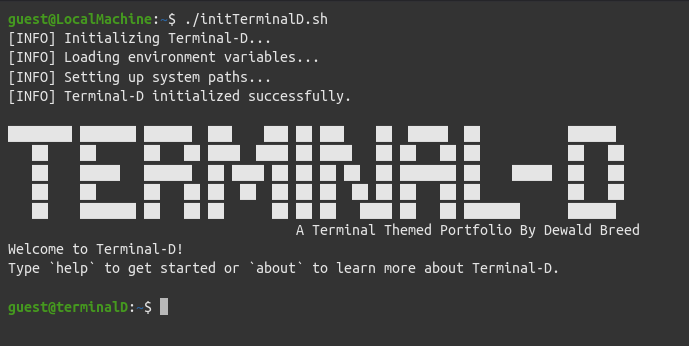 guest@LocalMachine:~$ ./initTerminalD.sh
[INFO] Initializing Terminal-D...
[INFO] Loading environment variables...
[INFO] Setting up system paths...
[INFO] Terminal-D initialized successfully.
TERMINAL-D
A Terminal Themed Portfolio By Dewald Breed
Welcome to Terminal-D!
Type `help` to get started or `about` to learn more about Terminal-D.
guest@terminalD:~$